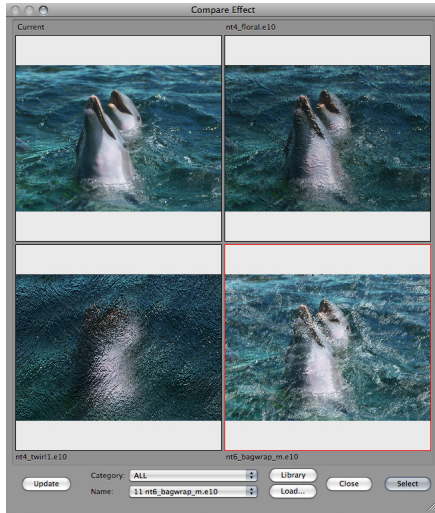 Compare Effect
Current
nt4_floral.e10
nt4_twirl1.e10
nt6_bagwrap_m.e10
Category: ALL
Library
Update
Close
Select
Name: 11 nt6_bagwrap_m.e10
Load...